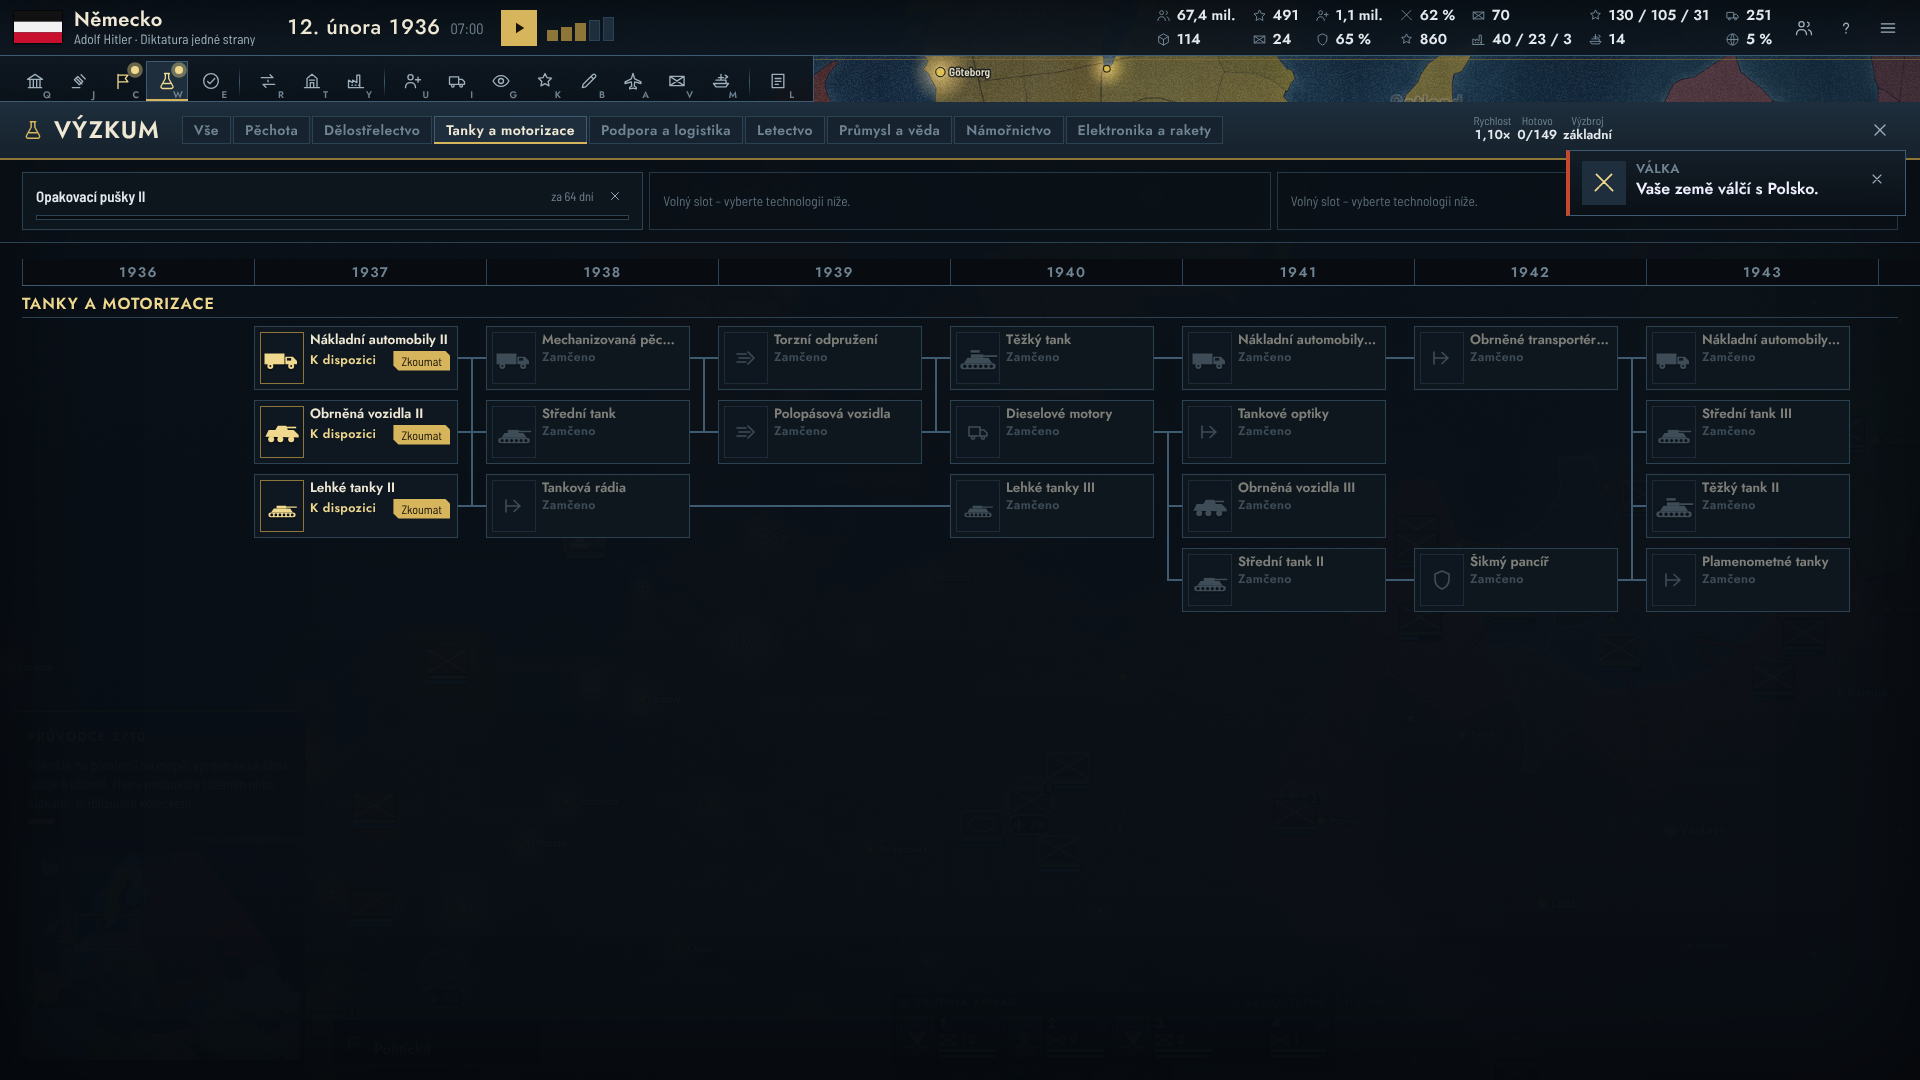 Německo
Adolf Hitler · Diktatura jedné strany
12. února 1936 07:00
67,4 mil. 491 1,1 mil. 62 % 70 130 / 105 / 31 251
114 24 65 % 860 40 / 23 / 3 14 5 %
?
Q J C W E R T Y U I G K B A V M L
Göteborg
VÝZKUM
Vše Pěchota Dělostřelectvo Tanky a motorizace Podpora a logistika Letectvo Průmysl a věda Námořnictvo Elektronika a rakety
Rychlost Hotovo Výzbroj
1,10× 0/149 základní
VÁLKA
Vaše země válčí s Polsko.
Opakovací pušky II za 64 dní
Volný slot – vyberte technologii níže.
Volný slot – vyberte technologii níže.
1936 1937 1938 1939 1940 1941 1942 1943
TANKY A MOTORIZACE
Nákladní automobily II Mechanizovaná pěc... Torzní odpružení Těžký tank Nákladní automobily... Obrněné transportér... Nákladní automobily...
K dispozici Zkoumat Zamčeno Zamčeno Zamčeno Zamčeno Zamčeno Zamčeno
Obrněná vozidla II Střední tank Polopásová vozidla Dieselové motory Tankové optiky Střední tank III
K dispozici Zkoumat Zamčeno Zamčeno Zamčeno Zamčeno Zamčeno
Lehké tanky II Tanková rádia Lehké tanky III Obrněná vozidla III Těžký tank II
K dispozici Zkoumat Zamčeno Zamčeno Zamčeno Zamčeno
Střední tank II Šikmý pancíř Plamenometné tanky
Zamčeno Zamčeno Zamčeno